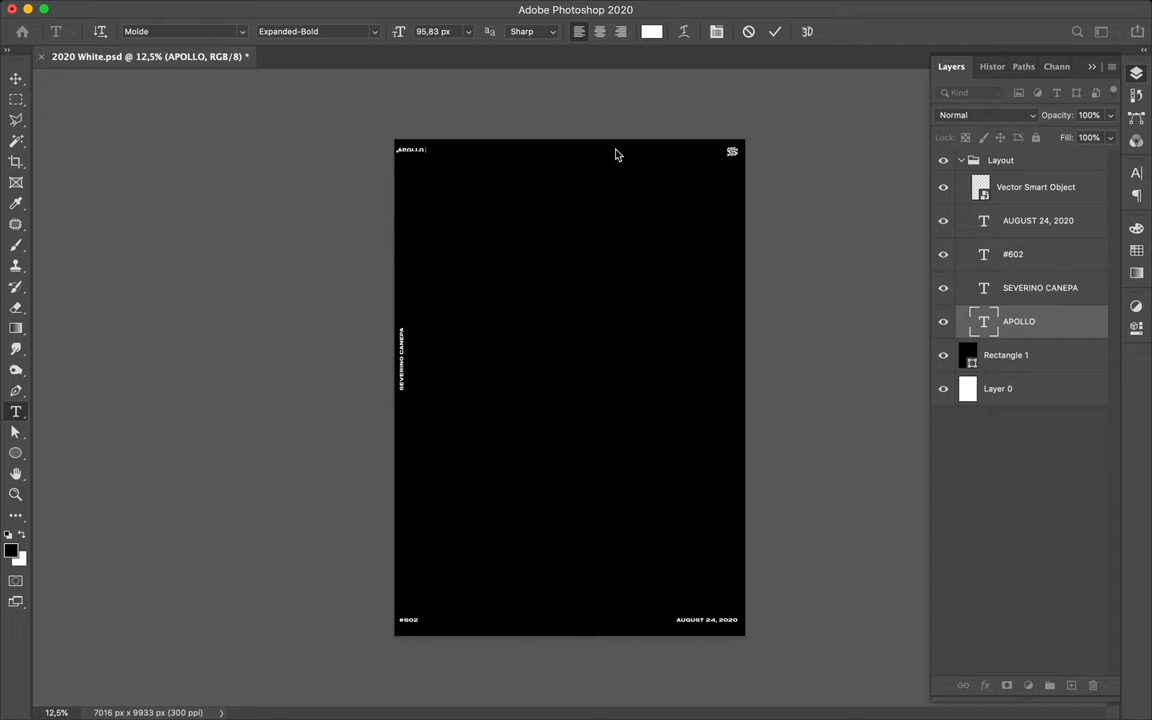 Adobe Photoshop 2020
Molde
Expanded-Bold
95,83 px
Sharp
3D
2020 White.psd @ 12,5% (APOLLO, RGB/8) *
Layers
Histor
Paths
Chann
Kind
Normal
Opacity: 100%
Lock:
Fill: 100%
Layout
Vector Smart Object
AUGUST 24, 2020
#602
SEVERINO CANEPA
APOLLO
Rectangle 1
Layer 0
APOLLO
SEVERINO CANEPA
#602
AUGUST 24, 2020
12,5%
7016 px x 9933 px (300 ppi)